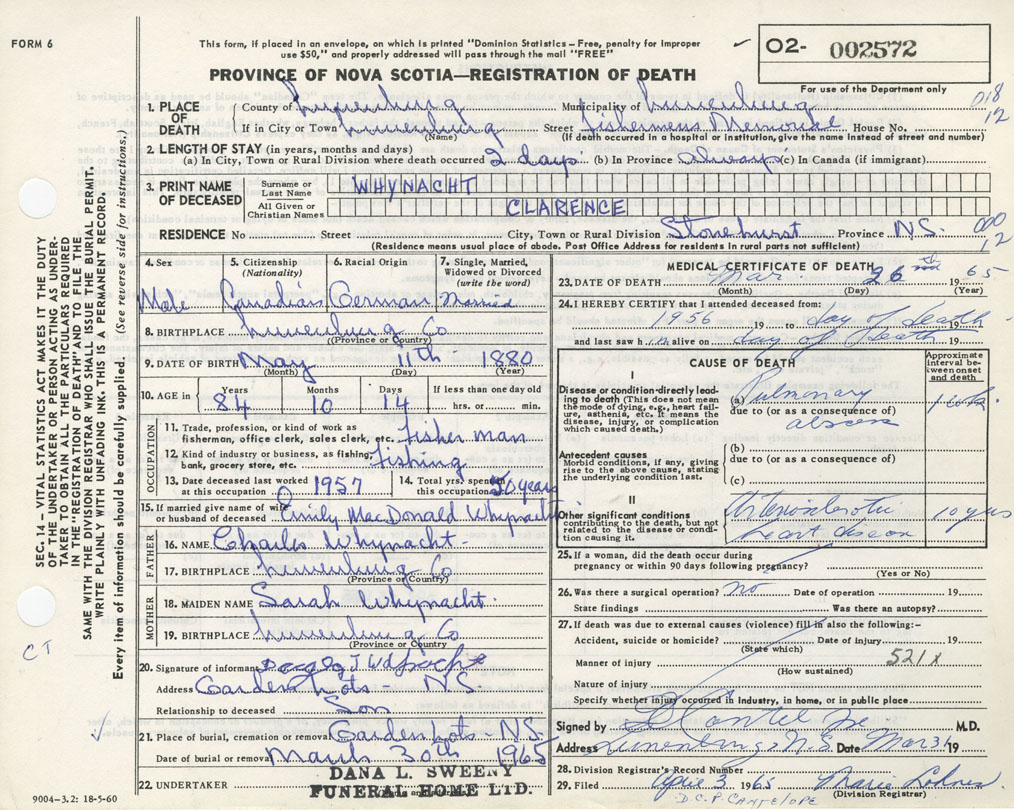 FORM 6
This form, if placed in an envelope, on which is printed "Dominion Statistics – Free, penalty for improper
use $50," and properly addressed will pass through the mail "FREE"
O2- 002572
PROVINCE OF NOVA SCOTIA—REGISTRATION OF DEATH
For use of the Department only
018
12
1. PLACE OF DEATH
County of Lunenburg Municipality of Lunenburg
If in City or Town Lunenburg Street Fishermens Memorial House No.
(Name) (If death occurred in a hospital or institution, give the name instead of street and number)
2. LENGTH OF STAY (in years, months and days)
(a) In City, Town or Rural Division where death occurred 2 days (b) In Province Always (c) In Canada (if immigrant)
3. PRINT NAME OF DECEASED
Surname or Last Name WHYNACHT
All Given or Christian Names CLARENCE
RESIDENCE No Street City, Town or Rural Division Stonehurst Province N.S.
000
12
(Residence means usual place of abode. Post Office Address for residents in rural parts not sufficient)
4. Sex 5. Citizenship (Nationality) 6. Racial Origin 7. Single, Married, Widowed or Divorced (write the word)
Male Canadian German Married
8. BIRTHPLACE Lunenburg Co
(Province or Country)
9. DATE OF BIRTH May 11th 1880
(Month) (Day) (Year)
10. AGE in Years Months Days If less than one day old
84 10 14 hrs. or min.
OCCUPATION
11. Trade, profession, or kind of work as
fisherman, office clerk, sales clerk, etc. fisher man
12. Kind of industry or business, as fishing,
bank, grocery store, etc. fishing
13. Date deceased last worked at this occupation 1957 14. Total yrs. spent in this occupation 50 years
15. If married give name of wife
or husband of deceased Emily MacDonald Whynacht
FATHER
16. NAME Charles Whynacht
17. BIRTHPLACE Lunenburg Co
(Province or Country)
MOTHER
18. MAIDEN NAME Sarah Whynacht
19. BIRTHPLACE Lunenburg Co
(Province or Country)
20. Signature of informant
Address Garden Lots - N.S.
Relationship to deceased Son
21. Place of burial, cremation or removal Garden Lots - N.S.
Date of burial or removal March 30th 1965
22. UNDERTAKER DANA L. SWEENY
FUNERAL HOME LTD.
9004-3.2: 18-5-60
MEDICAL CERTIFICATE OF DEATH
23. DATE OF DEATH Mar 26 1965
(Month) (Day) (Year)
24. I HEREBY CERTIFY that I attended deceased from:
1956 19 to day of death 19
and last saw him alive on day of death 19
CAUSE OF DEATH
Approximate interval between onset and death
I
Disease or condition directly leading to death (This does not mean the mode of dying, e.g., heart failure, asthenia, etc. It means the disease, injury, or complication which caused death.)
(a) Pulmonary 1 wk.
due to (or as a consequence of)
abscess
Antecedent causes
Morbid conditions, if any, giving rise to the above cause, stating the underlying condition last.
(b)
due to (or as a consequence of)
(c)
II
Other significant conditions contributing to the death, but not related to the disease or condition causing it.
Arteriosclerotic 10 yrs
heart disease
25. If a woman, did the death occur during
pregnancy or within 90 days following pregnancy?
(Yes or No)
26. Was there a surgical operation? no Date of operation 19
State findings Was there an autopsy?
27. If death was due to external causes (violence) fill in also the following:-
Accident, suicide or homicide? Date of injury 19
(State which)
Manner of injury 521x
(How sustained)
Nature of injury
Specify whether injury occurred in industry, in home, or in public place
Signed by M.D.
Address Lunenburg N.S. Date Mar 31 19
28. Division Registrar's Record Number
29. Filed April 3 1965 Marie
(Division Registrar)
D.C.P. CANTELOPE
SEC. 14 – VITAL STATISTICS ACT MAKES IT THE DUTY
OF THE UNDERTAKER OR PERSON ACTING AS UNDER-
TAKER TO OBTAIN ALL THE PARTICULARS REQUIRED
IN THE "REGISTRATION OF DEATH" AND TO FILE THE
SAME WITH THE DIVISION REGISTRAR WHO SHALL ISSUE THE BURIAL PERMIT.
WRITE PLAINLY WITH UNFADING INK. THIS IS A PERMANENT RECORD.
Every item of information should be carefully supplied. (See reverse side for instructions.)
CT